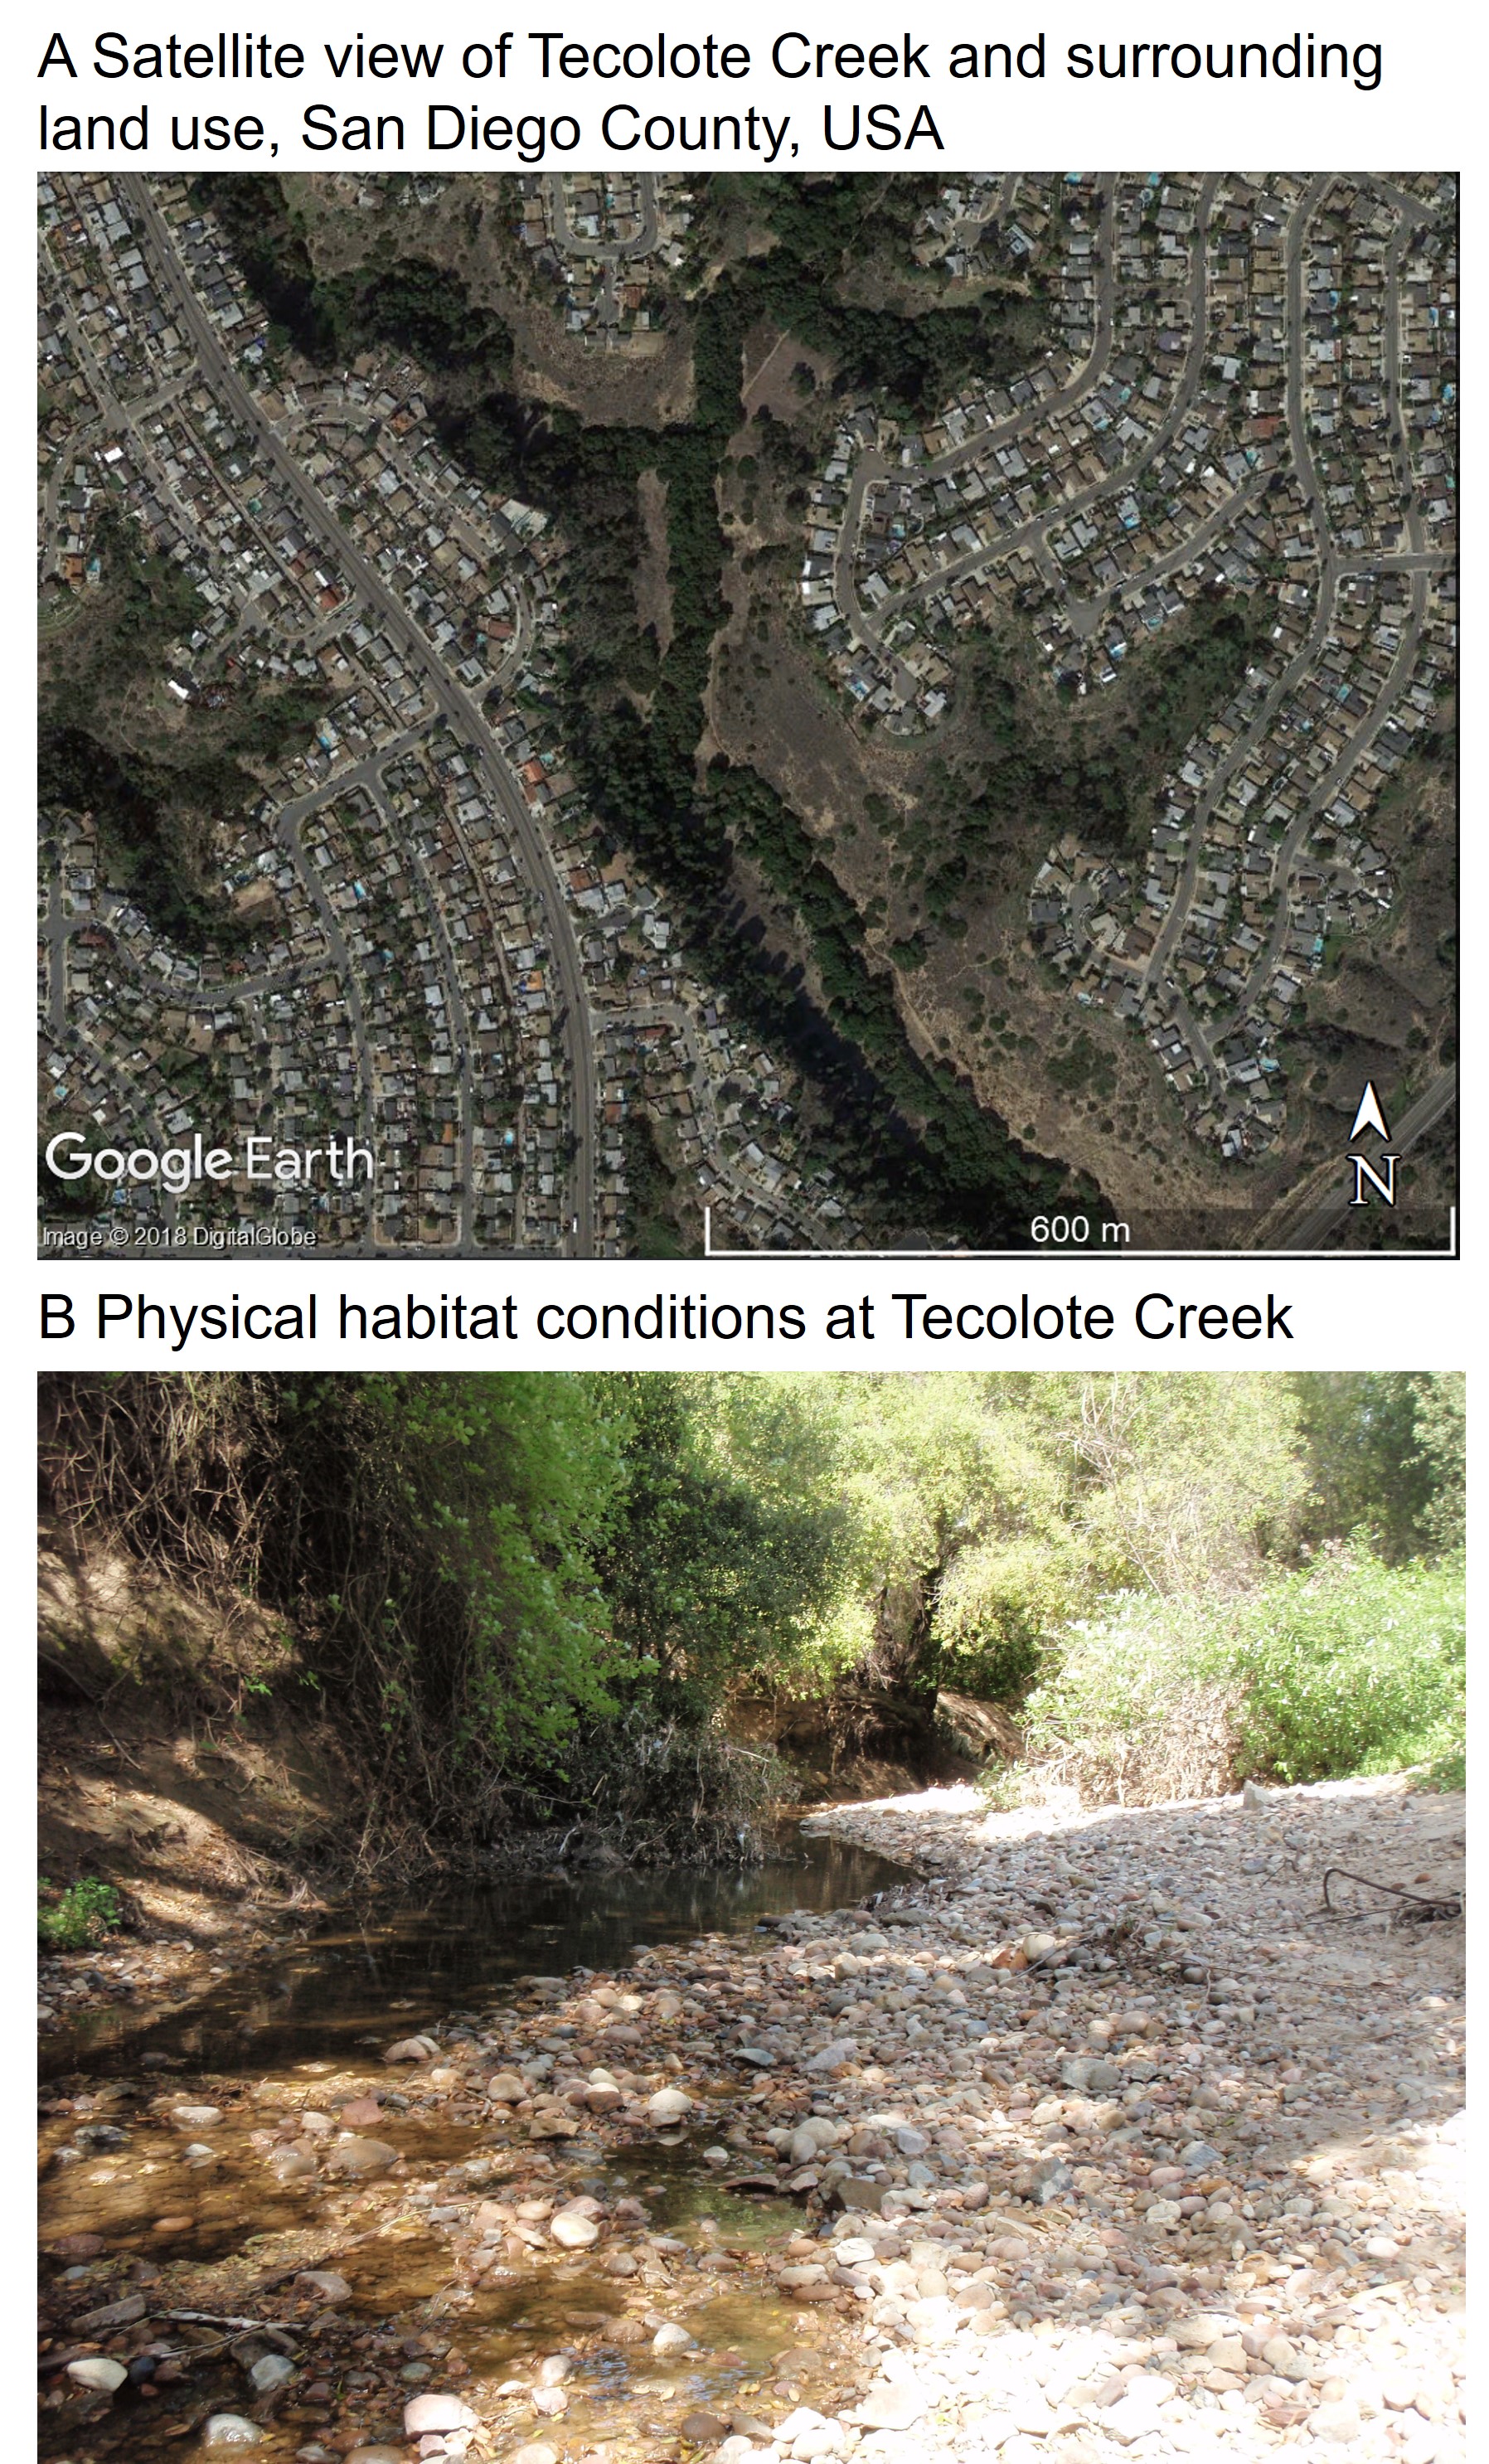 A Satellite view of Tecolote Creek and surrounding
land use, San Diego County, USA
Google Earth
Image © 2018 DigitalGlobe
N
600 m
B Physical habitat conditions at Tecolote Creek